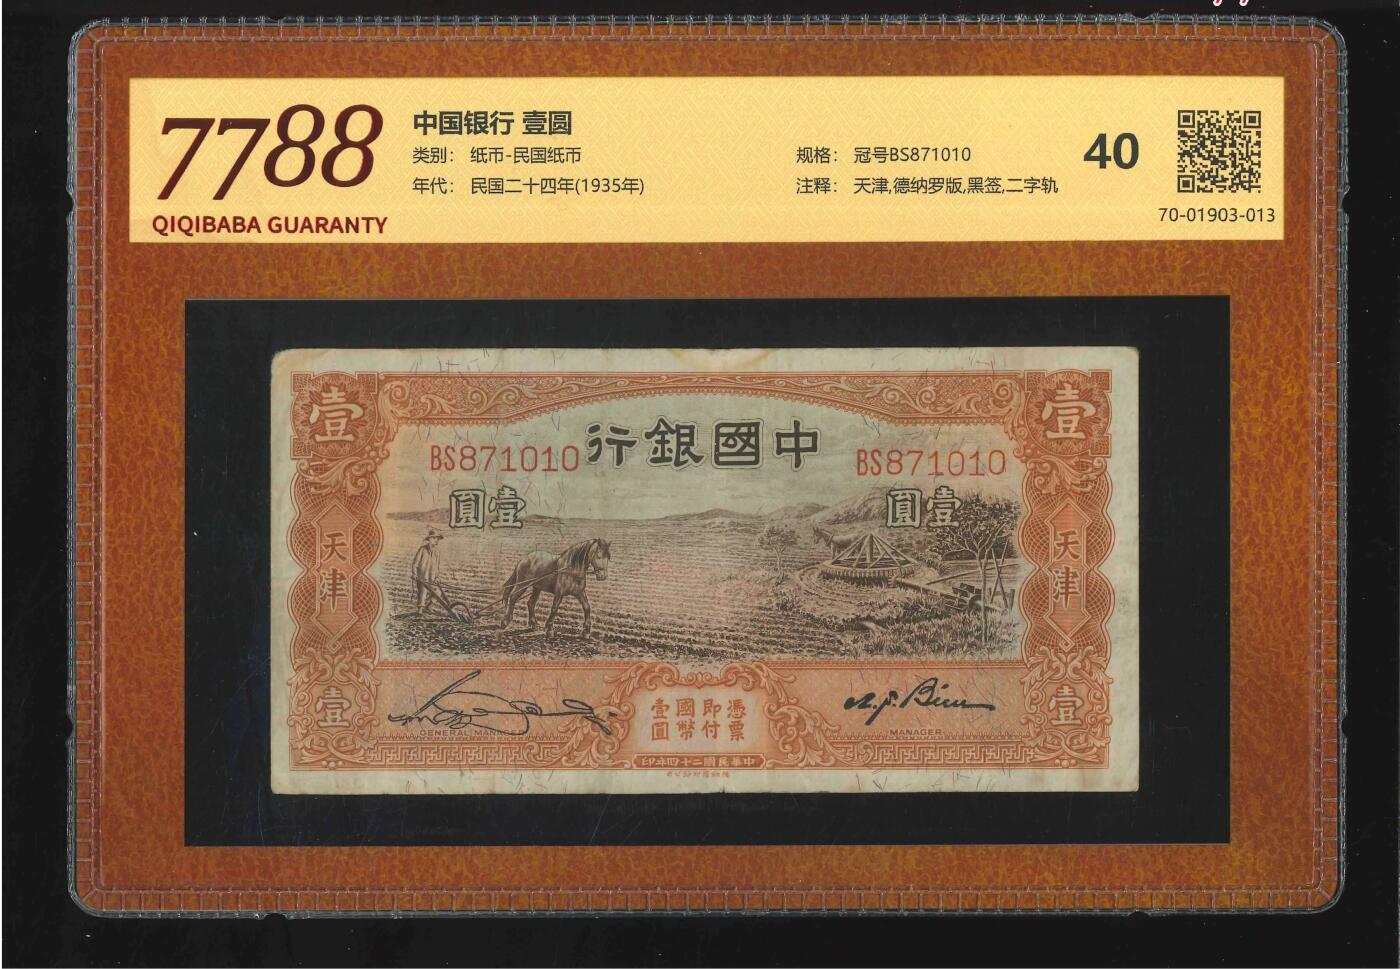 7788
QIQIBABA GUARANTY
中国银行 壹圆
类别： 纸币-民国纸币
年代： 民国二十四年(1935年)
规格： 冠号BS871010
注释： 天津,德纳罗版,黑签,二字轨
40
70-01903-013
壹
壹
行銀國中
BS871010
BS871010
圓壹
圓壹
天津
天津
憑票即付國幣壹圓
壹
壹
GENERAL MANAGER
MANAGER
印年四十二國民華中